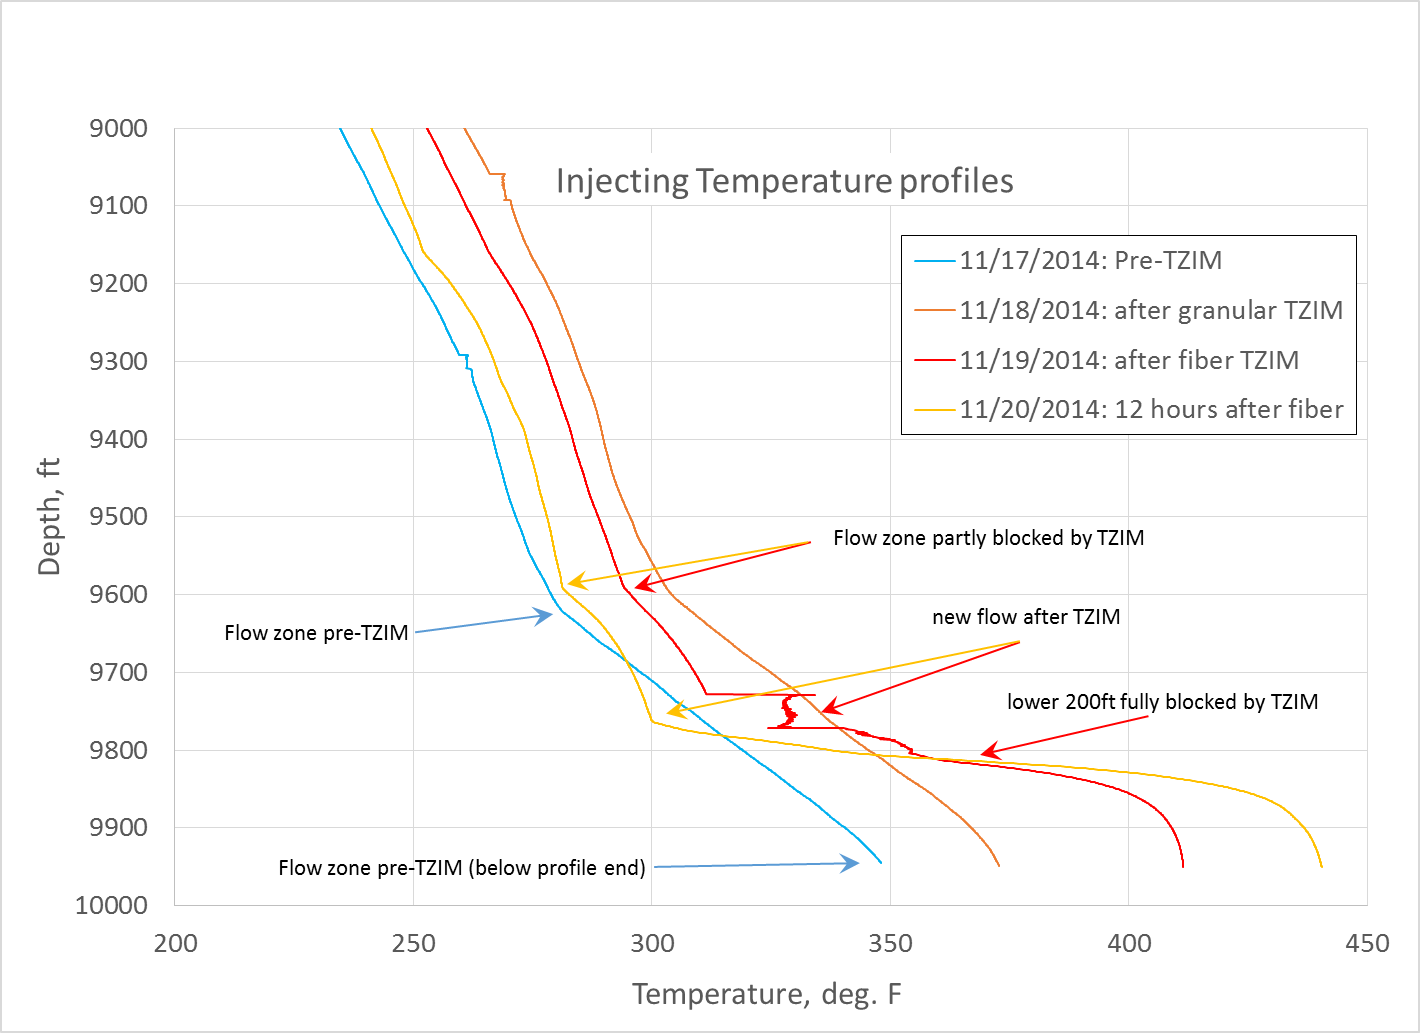 Injecting Temperature profiles
11/17/2014: Pre-TZIM
11/18/2014: after granular TZIM
11/19/2014: after fiber TZIM
11/20/2014: 12 hours after fiber
Depth, ft
9000
9100
9200
9300
9400
9500
9600
9700
9800
9900
10000
Flow zone partly blocked by TZIM
new flow after TZIM
Flow zone pre-TZIM
lower 200ft fully blocked by TZIM
Flow zone pre-TZIM (below profile end)
200
250
300
350
400
450
Temperature, deg. F